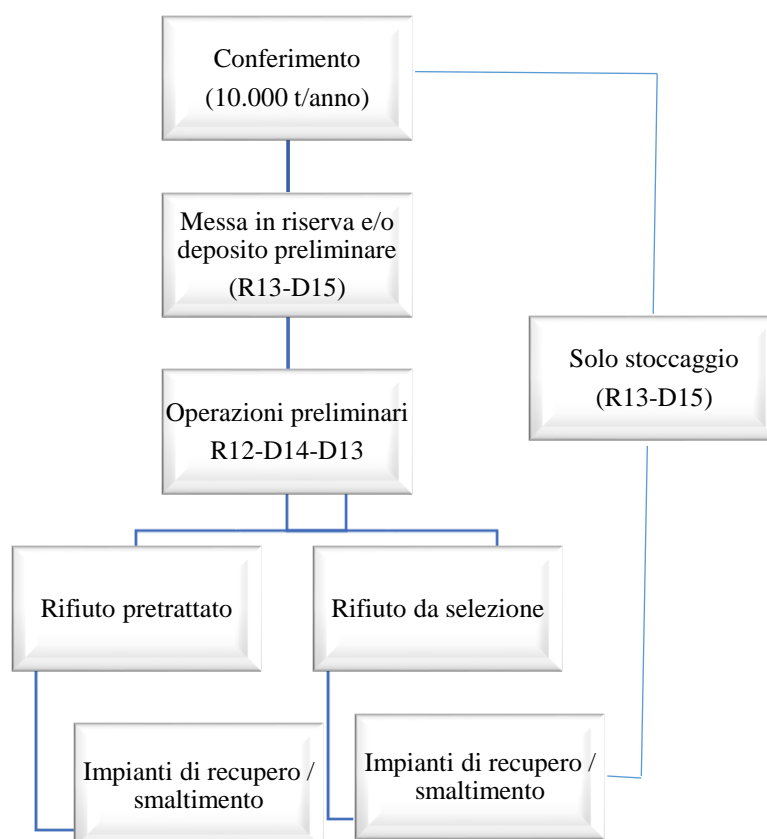 Conferimento
(10.000 t/anno)
Messa in riserva e/o
deposito preliminare
(R13-D15)
Solo stoccaggio
(R13-D15)
Operazioni preliminari
R12-D14-D13
Rifiuto pretrattato
Rifiuto da selezione
Impianti di recupero /
smaltimento
Impianti di recupero /
smaltimento